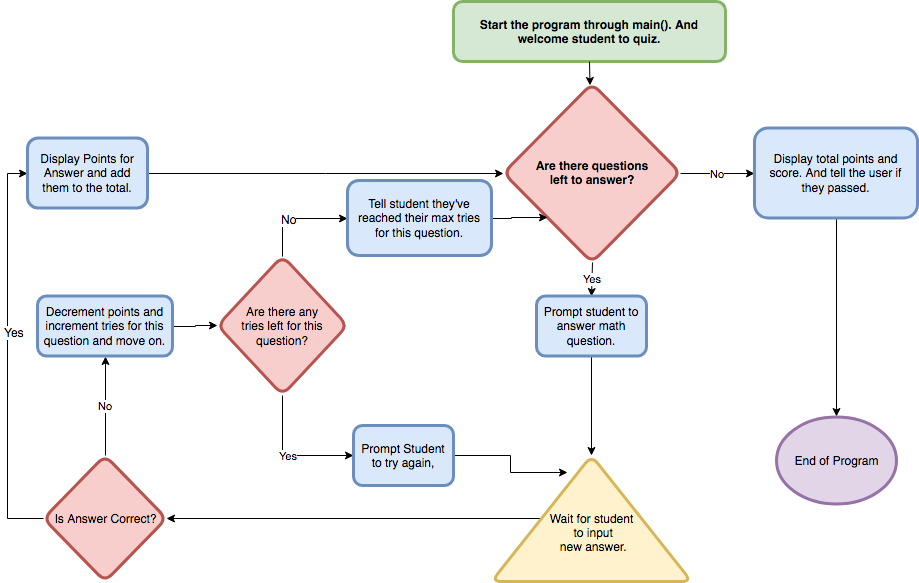 Start the program through main(). And
welcome student to quiz.
Display Points for
Answer and add
them to the total.
Are there questions
left to answer?
No
Display total points and
score. And tell the user if
they passed.
Tell student they've
reached their max tries
for this question.
No
Yes
Decrement points and
increment tries for this
question and move on.
Are there any
tries left for this
question?
Prompt student to
answer math
question.
Yes
No
Yes
Prompt Student
to try again,
End of Program
Is Answer Correct?
Wait for student
to input
new answer.